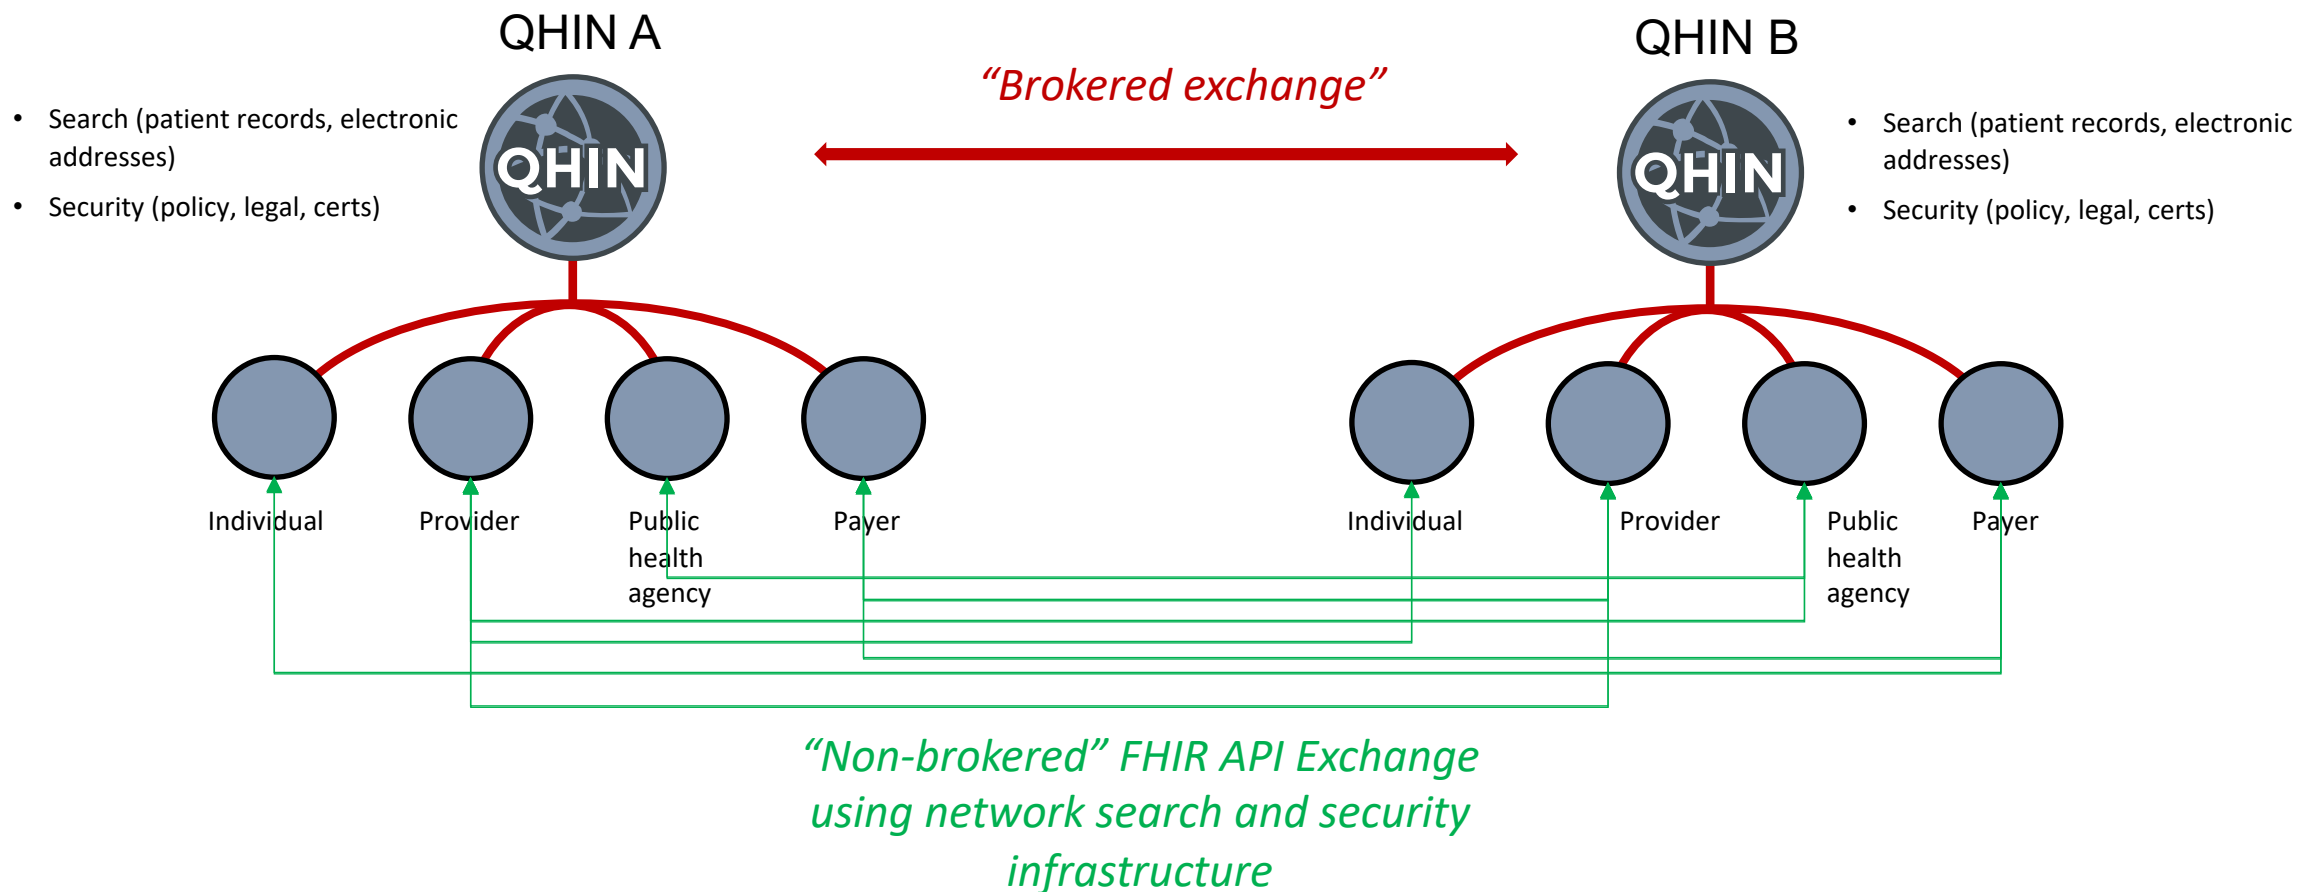 QHIN A
QHIN B
“Brokered exchange”
• Search (patient records, electronic
addresses)
• Security (policy, legal, certs)
QHIN
QHIN
• Search (patient records, electronic
addresses)
• Security (policy, legal, certs)
Individual
Provider
Public
health
agency
Payer
Individual
Provider
Public
health
agency
Payer
“Non-brokered” FHIR API Exchange
using network search and security
infrastructure